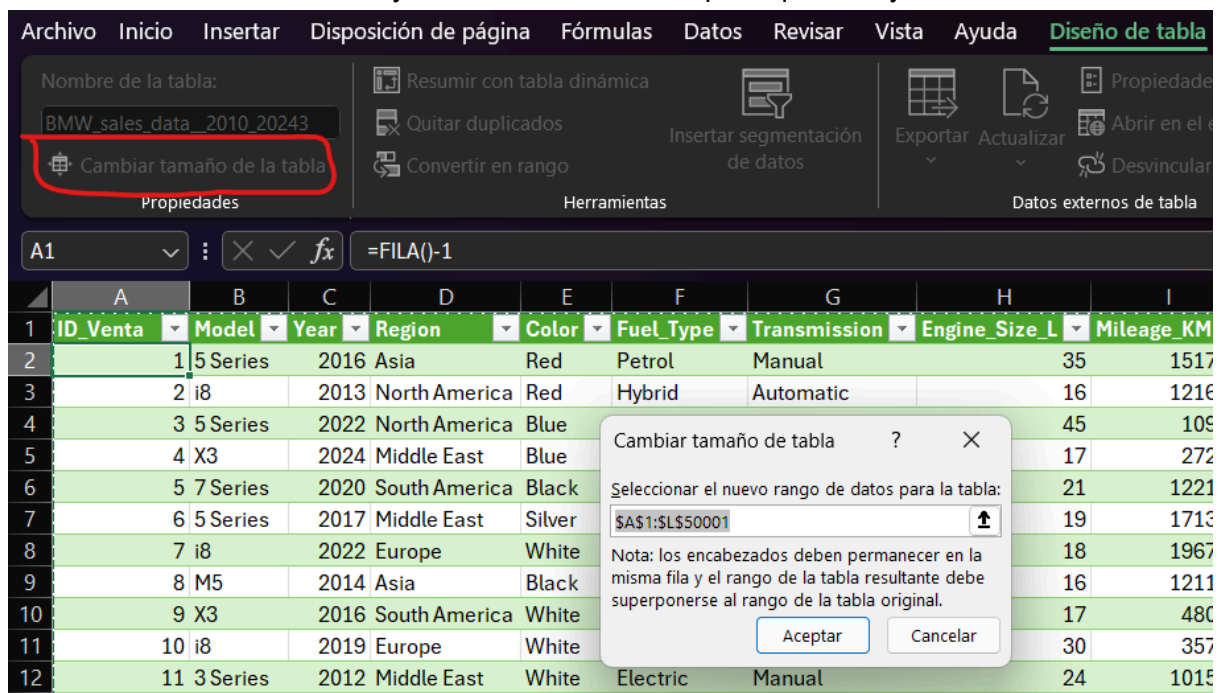 Archivo Inicio Insertar Disposición de página Fórmulas Datos Revisar Vista Ayuda Diseño de tabla
Nombre de la tabla:
BMW_sales_data__2010_20243
Cambiar tamaño de la tabla
Propiedades
Resumir con tabla dinámica
Quitar duplicados
Convertir en rango
Insertar segmentación
de datos
Herramientas
Exportar Actualizar
Propiedade
Abrir en el e
Desvincular
Datos externos de tabla
A1 fx =FILA()-1
A B C D E F G H I
1 ID_Venta Model Year Region Color Fuel_Type Transmission Engine_Size_L Mileage_KM
2 1 5 Series 2016 Asia Red Petrol Manual 35 1517
3 2 i8 2013 North America Red Hybrid Automatic 16 1216
4 3 5 Series 2022 North America Blue 45 109
5 4 X3 2024 Middle East Blue 17 272
6 5 7 Series 2020 South America Black 21 1221
7 6 5 Series 2017 Middle East Silver 19 1713
8 7 i8 2022 Europe White 18 1967
9 8 M5 2014 Asia Black 16 1211
10 9 X3 2016 South America White 17 480
11 10 i8 2019 Europe White 30 357
12 11 3 Series 2012 Middle East White Electric Manual 24 1015
Cambiar tamaño de tabla ?
Seleccionar el nuevo rango de datos para la tabla:
$A$1:$L$50001
Nota: los encabezados deben permanecer en la
misma fila y el rango de la tabla resultante debe
superponerse al rango de la tabla original.
Aceptar Cancelar